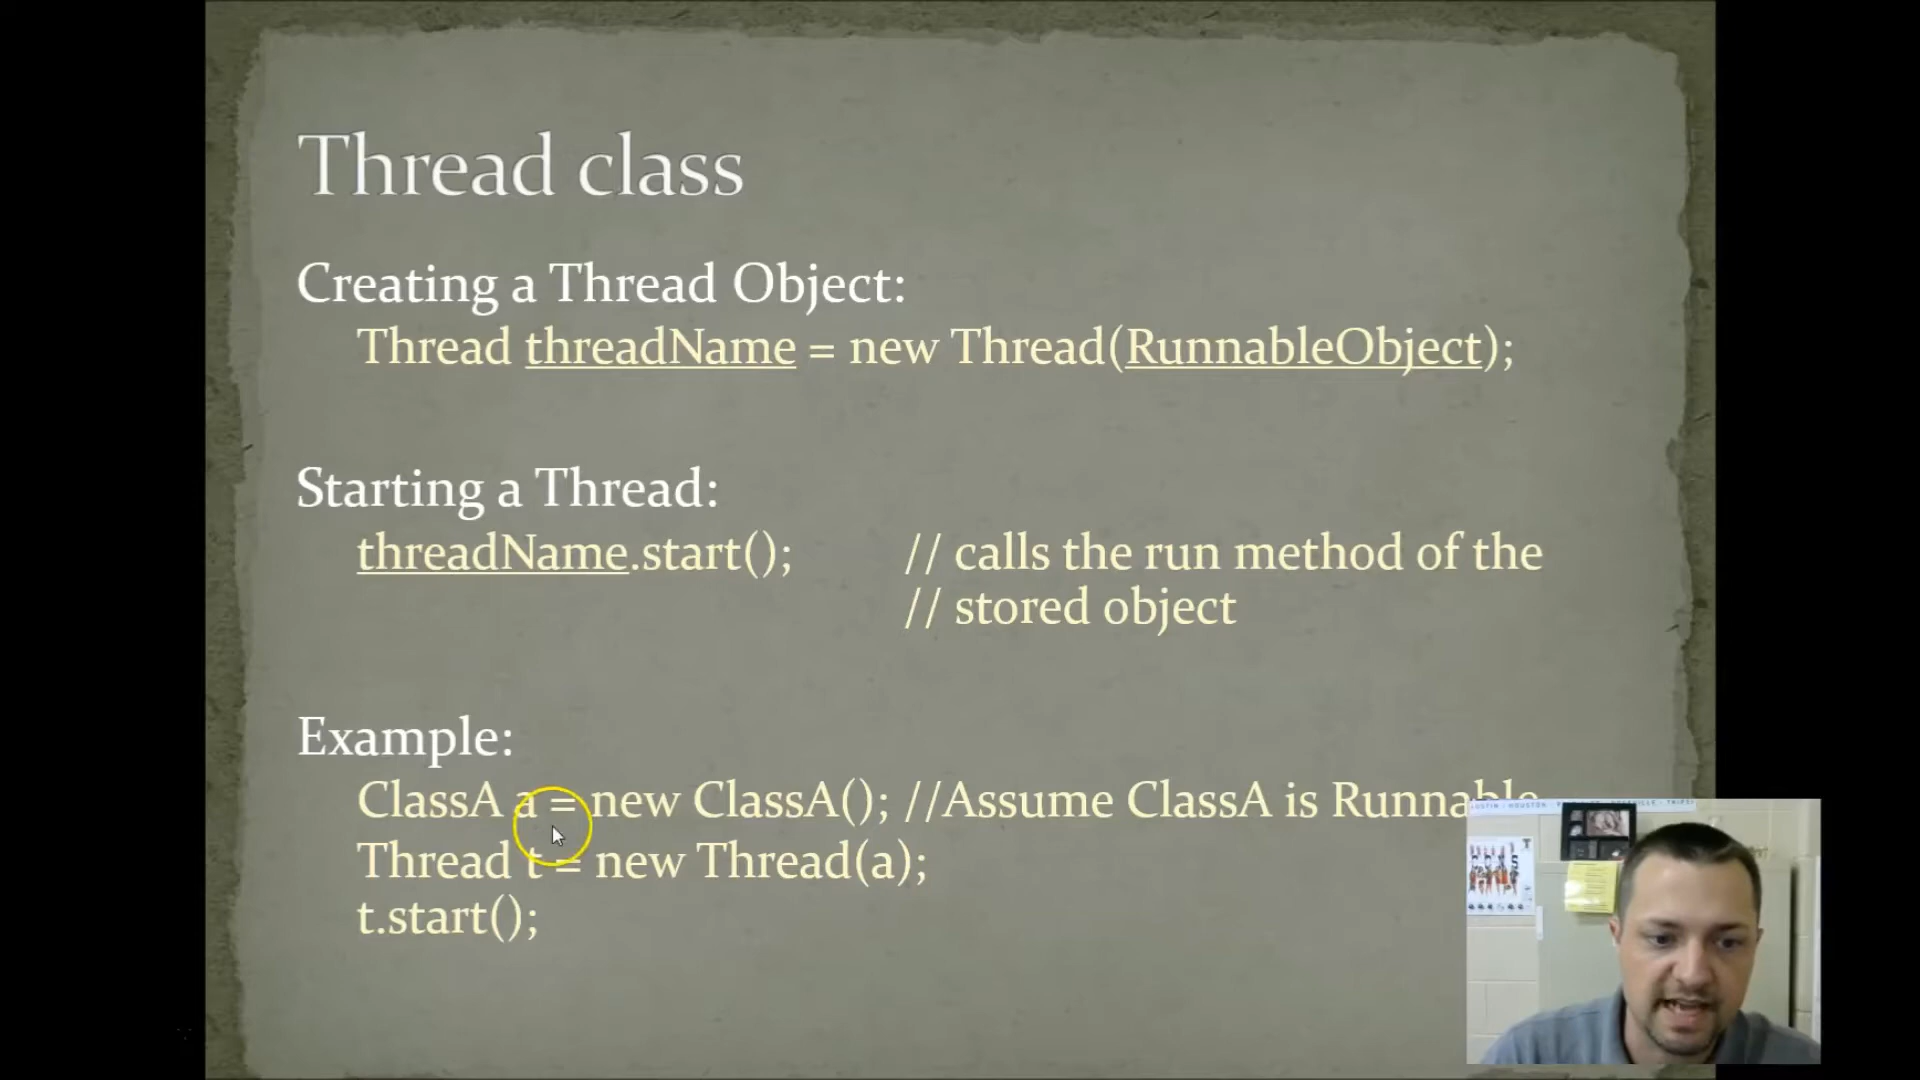 Thread class
Creating a Thread Object:
Thread threadName = new Thread(RunnableObject);
Starting a Thread:
threadName.start(); // calls the run method of the
// stored object
Example:
ClassA a = new ClassA(); //Assume ClassA is Runnable
Thread t = new Thread(a);
t.start();